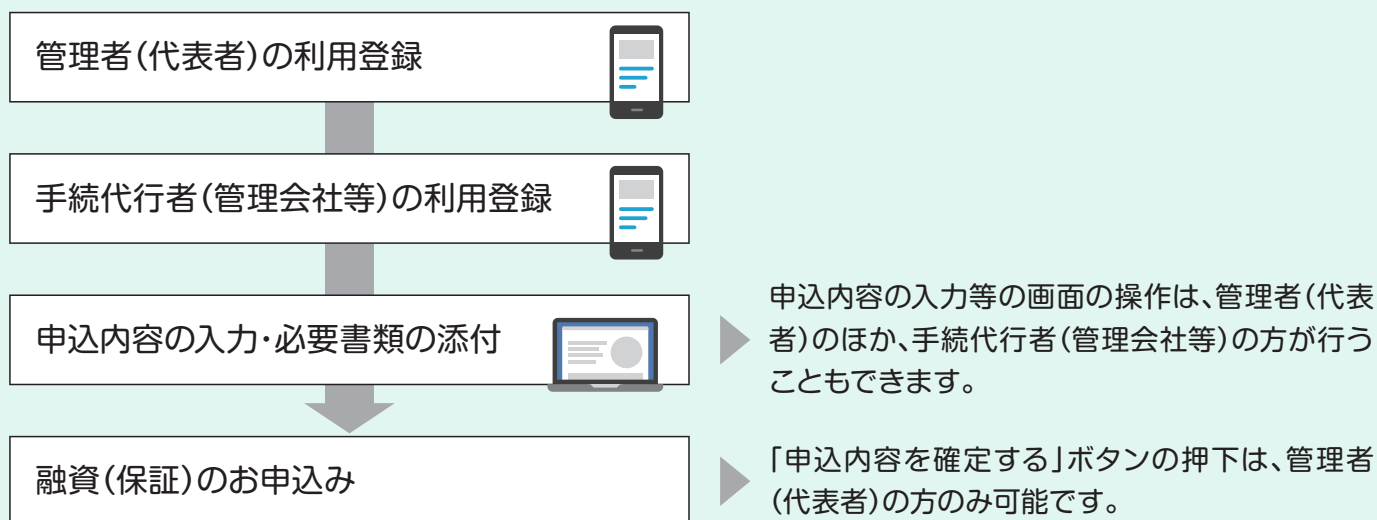 管理者(代表者)の利用登録
手続代行者(管理会社等)の利用登録
申込内容の入力・必要書類の添付
申込内容の入力等の画面の操作は、管理者(代表
者)のほか、手続代行者(管理会社等)の方が行う
こともできます。
融資(保証)のお申込み
「申込内容を確定する」ボタンの押下は、管理者
(代表者)の方のみ可能です。